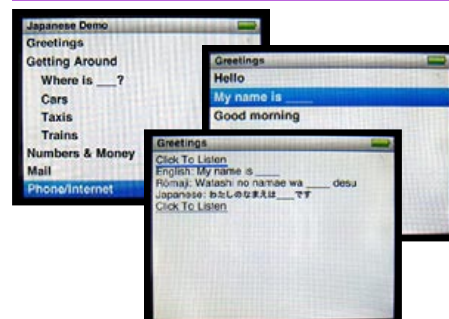 Japanese Demo
Greetings
Getting Around
Where is ___?
Cars
Taxis
Trains
Numbers & Money
Mail
Phone/Internet
Greetings
Hello
My name is ____
Good morning
Greetings
Click To Listen
English: My name is ____
Romaji: Watashi no namae wa ____ desu
Japanese: わたしのなまえは___です
Click To Listen